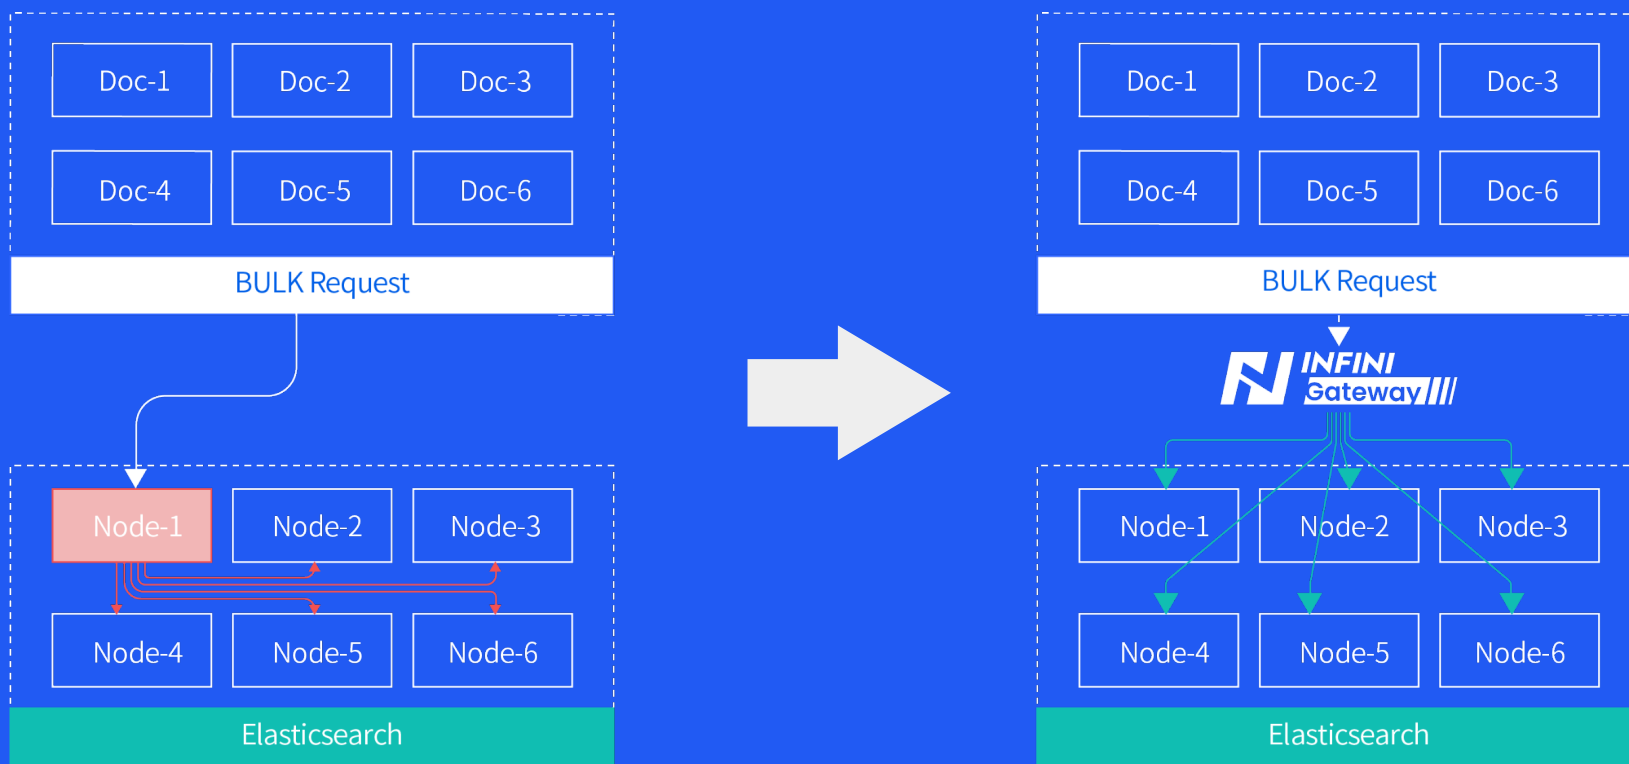 Doc-1
Doc-2
Doc-3
Doc-4
Doc-5
Doc-6
BULK Request
Node-1
Node-2
Node-3
Node-4
Node-5
Node-6
Elasticsearch
Doc-1
Doc-2
Doc-3
Doc-4
Doc-5
Doc-6
BULK Request
INFINI
Gateway
Node-1
Node-2
Node-3
Node-4
Node-5
Node-6
Elasticsearch